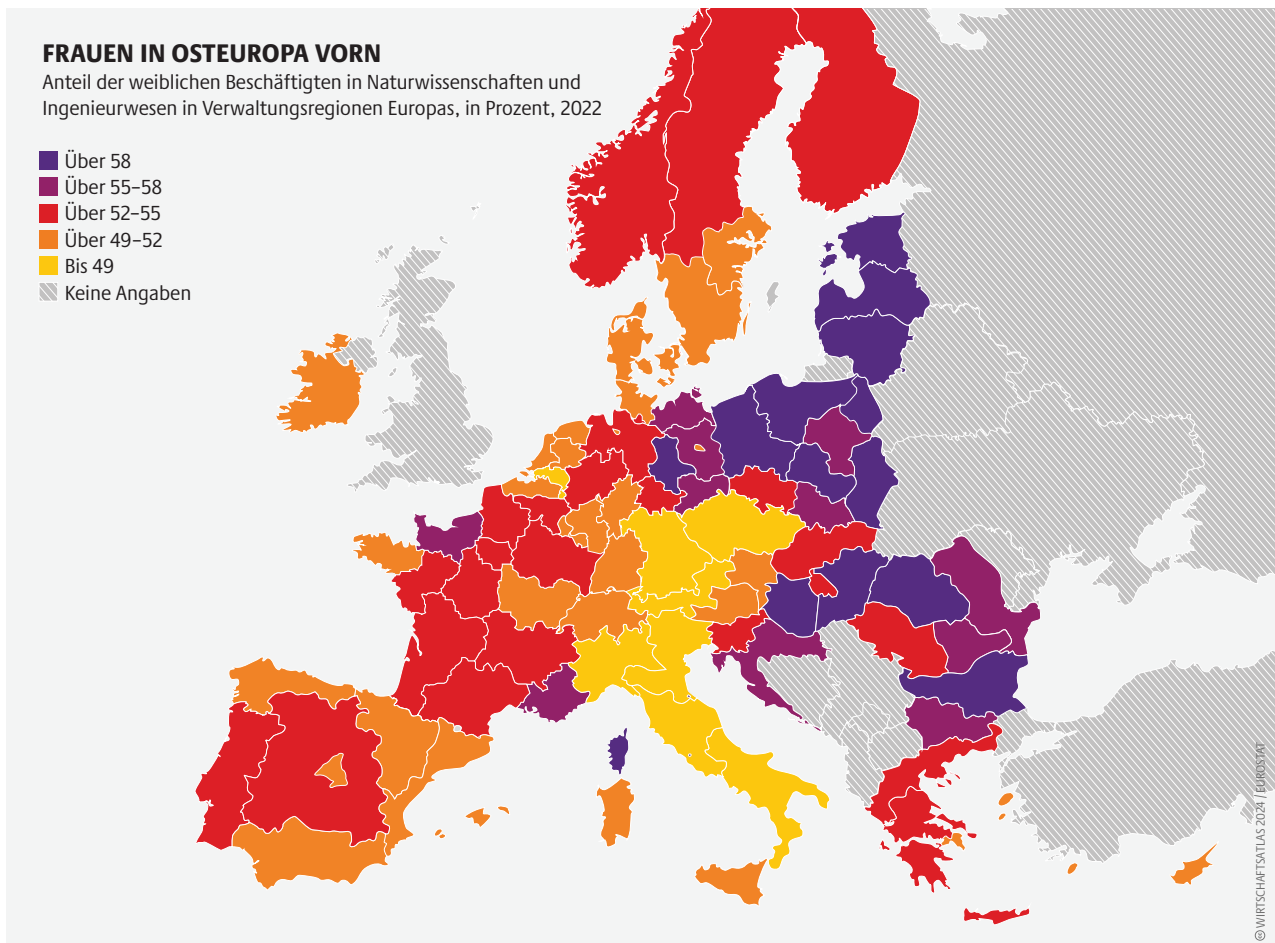 FRAUEN IN OSTEUROPA VORN
Anteil der weiblichen Beschäftigten in Naturwissenschaften und
Ingenieurwesen in Verwaltungsregionen Europas, in Prozent, 2022
Über 58
Über 55–58
Über 52–55
Über 49–52
Bis 49
Keine Angaben
WIRTSCHAFTSATLAS 2024 / EUROSTAT